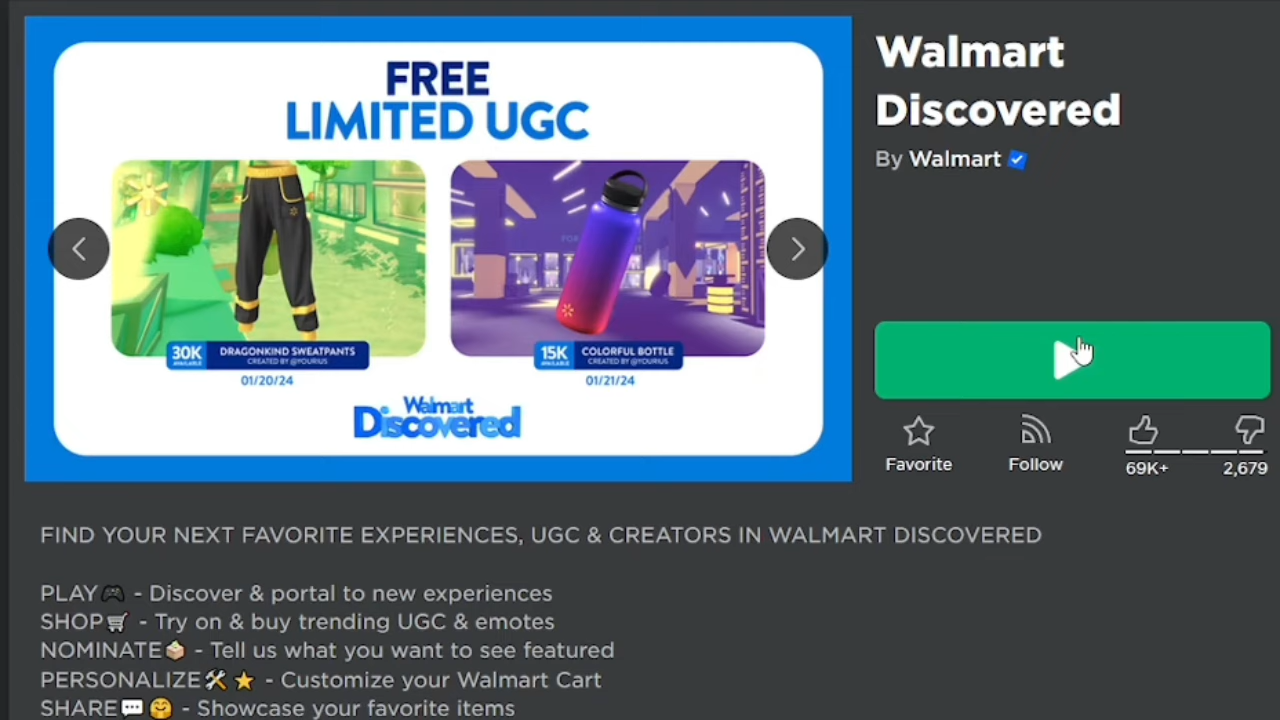 FREE
LIMITED UGC
30K
AVAILABLE
DRAGONKIND SWEATPANTS
CREATED BY @YOURIUS
01/20/24
15K
AVAILABLE
COLORFUL BOTTLE
CREATED BY @YOURIUS
01/21/24
Walmart
Discovered
Walmart
Discovered
By Walmart
Favorite
Follow
69K+
2,679
FIND YOUR NEXT FAVORITE EXPERIENCES, UGC & CREATORS IN WALMART DISCOVERED
PLAY🎮 - Discover & portal to new experiences
SHOP🛒 - Try on & buy trending UGC & emotes
NOMINATE🗳️ - Tell us what you want to see featured
PERSONALIZE🛠️⭐ - Customize your Walmart Cart
SHARE💬🤗 - Showcase your favorite items